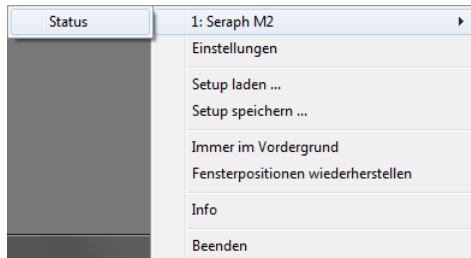 Status
1: Seraph M2
Einstellungen
Setup laden ...
Setup speichern ...
Immer im Vordergrund
Fensterpositionen wiederherstellen
Info
Beenden